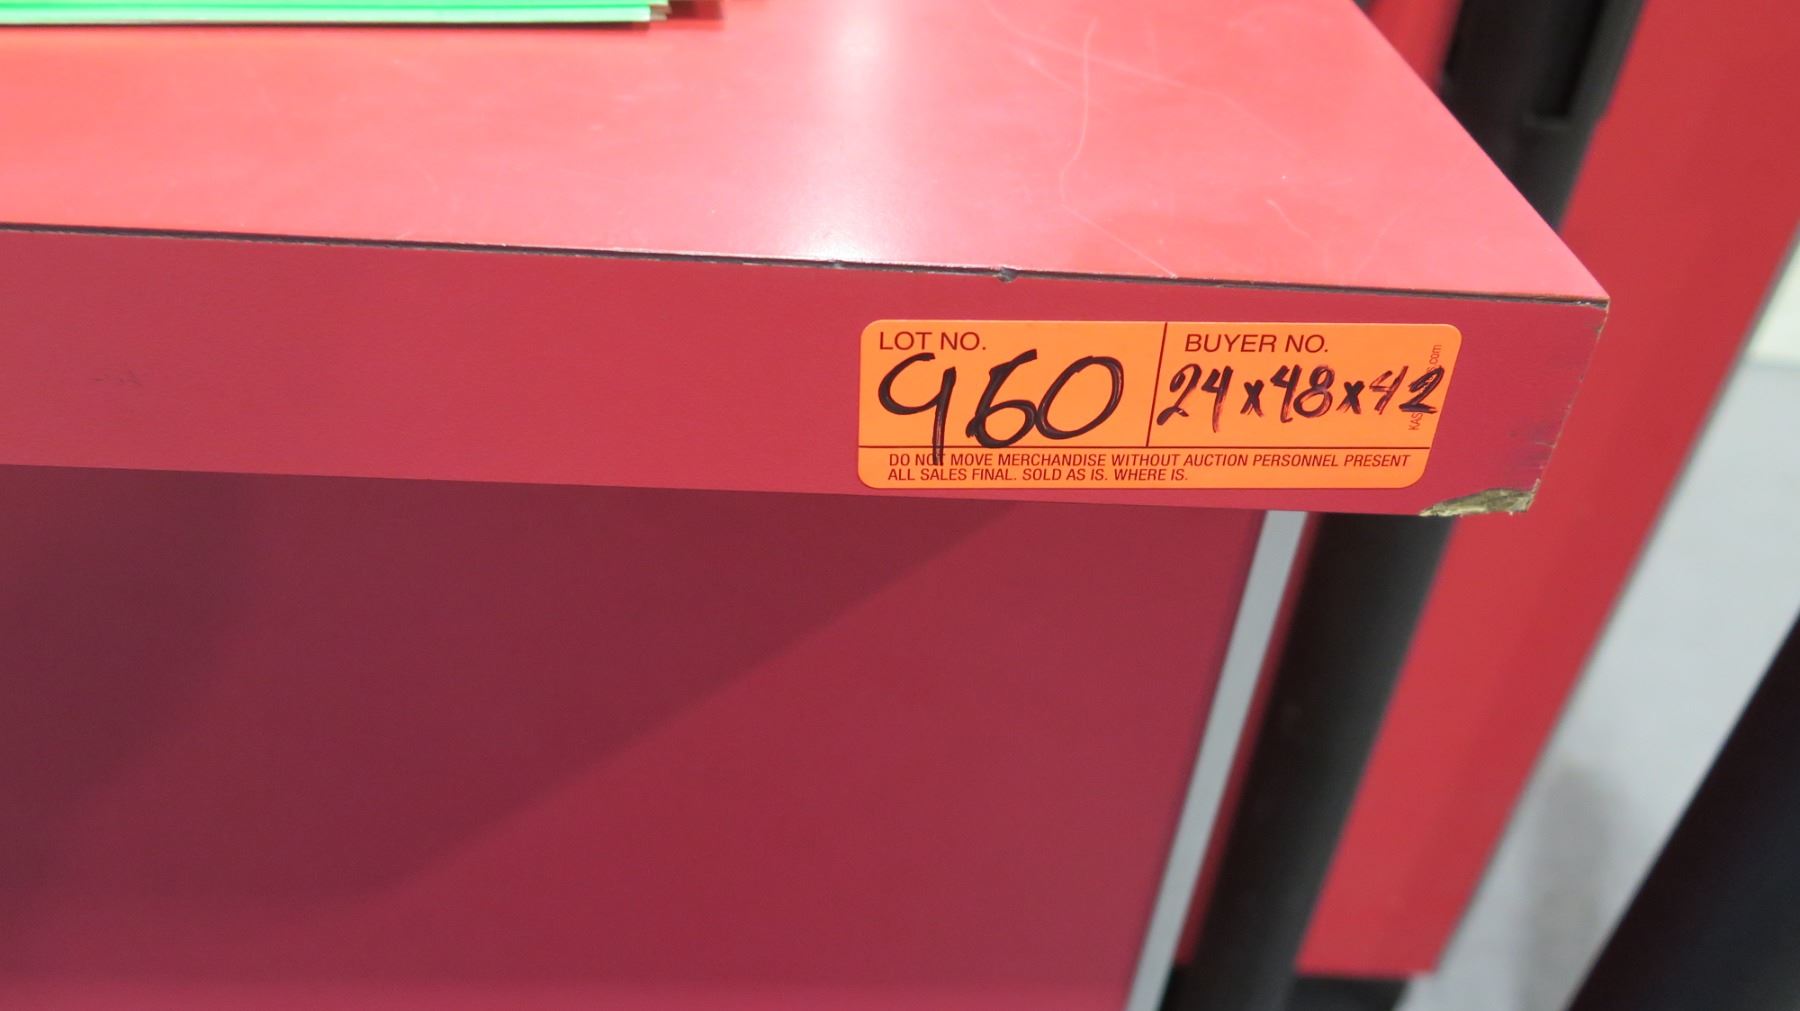 LOT NO.
960
BUYER NO.
24x48x42
DO NOT MOVE MERCHANDISE WITHOUT AUCTION PERSONNEL PRESENT
ALL SALES FINAL. SOLD AS IS. WHERE IS.